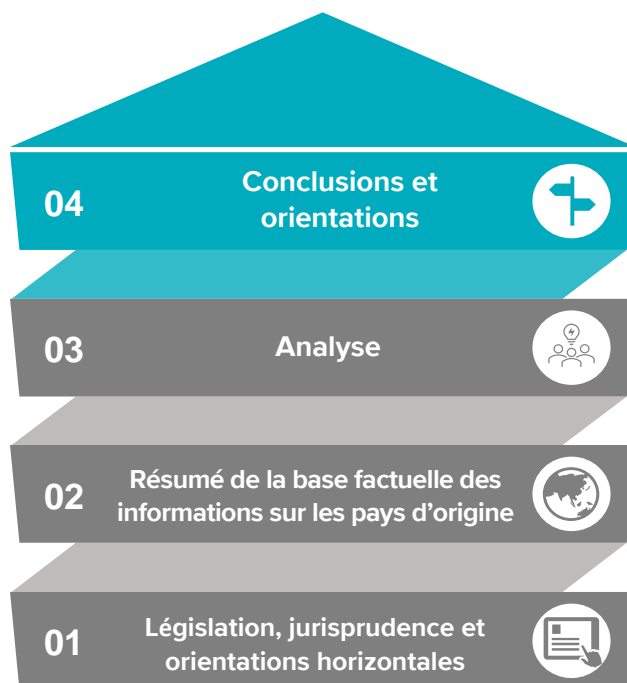 04
Conclusions et
orientations
03
Analyse
02
Résumé de la base factuelle des
informations sur les pays d’origine
01
Législation, jurisprudence et
orientations horizontales